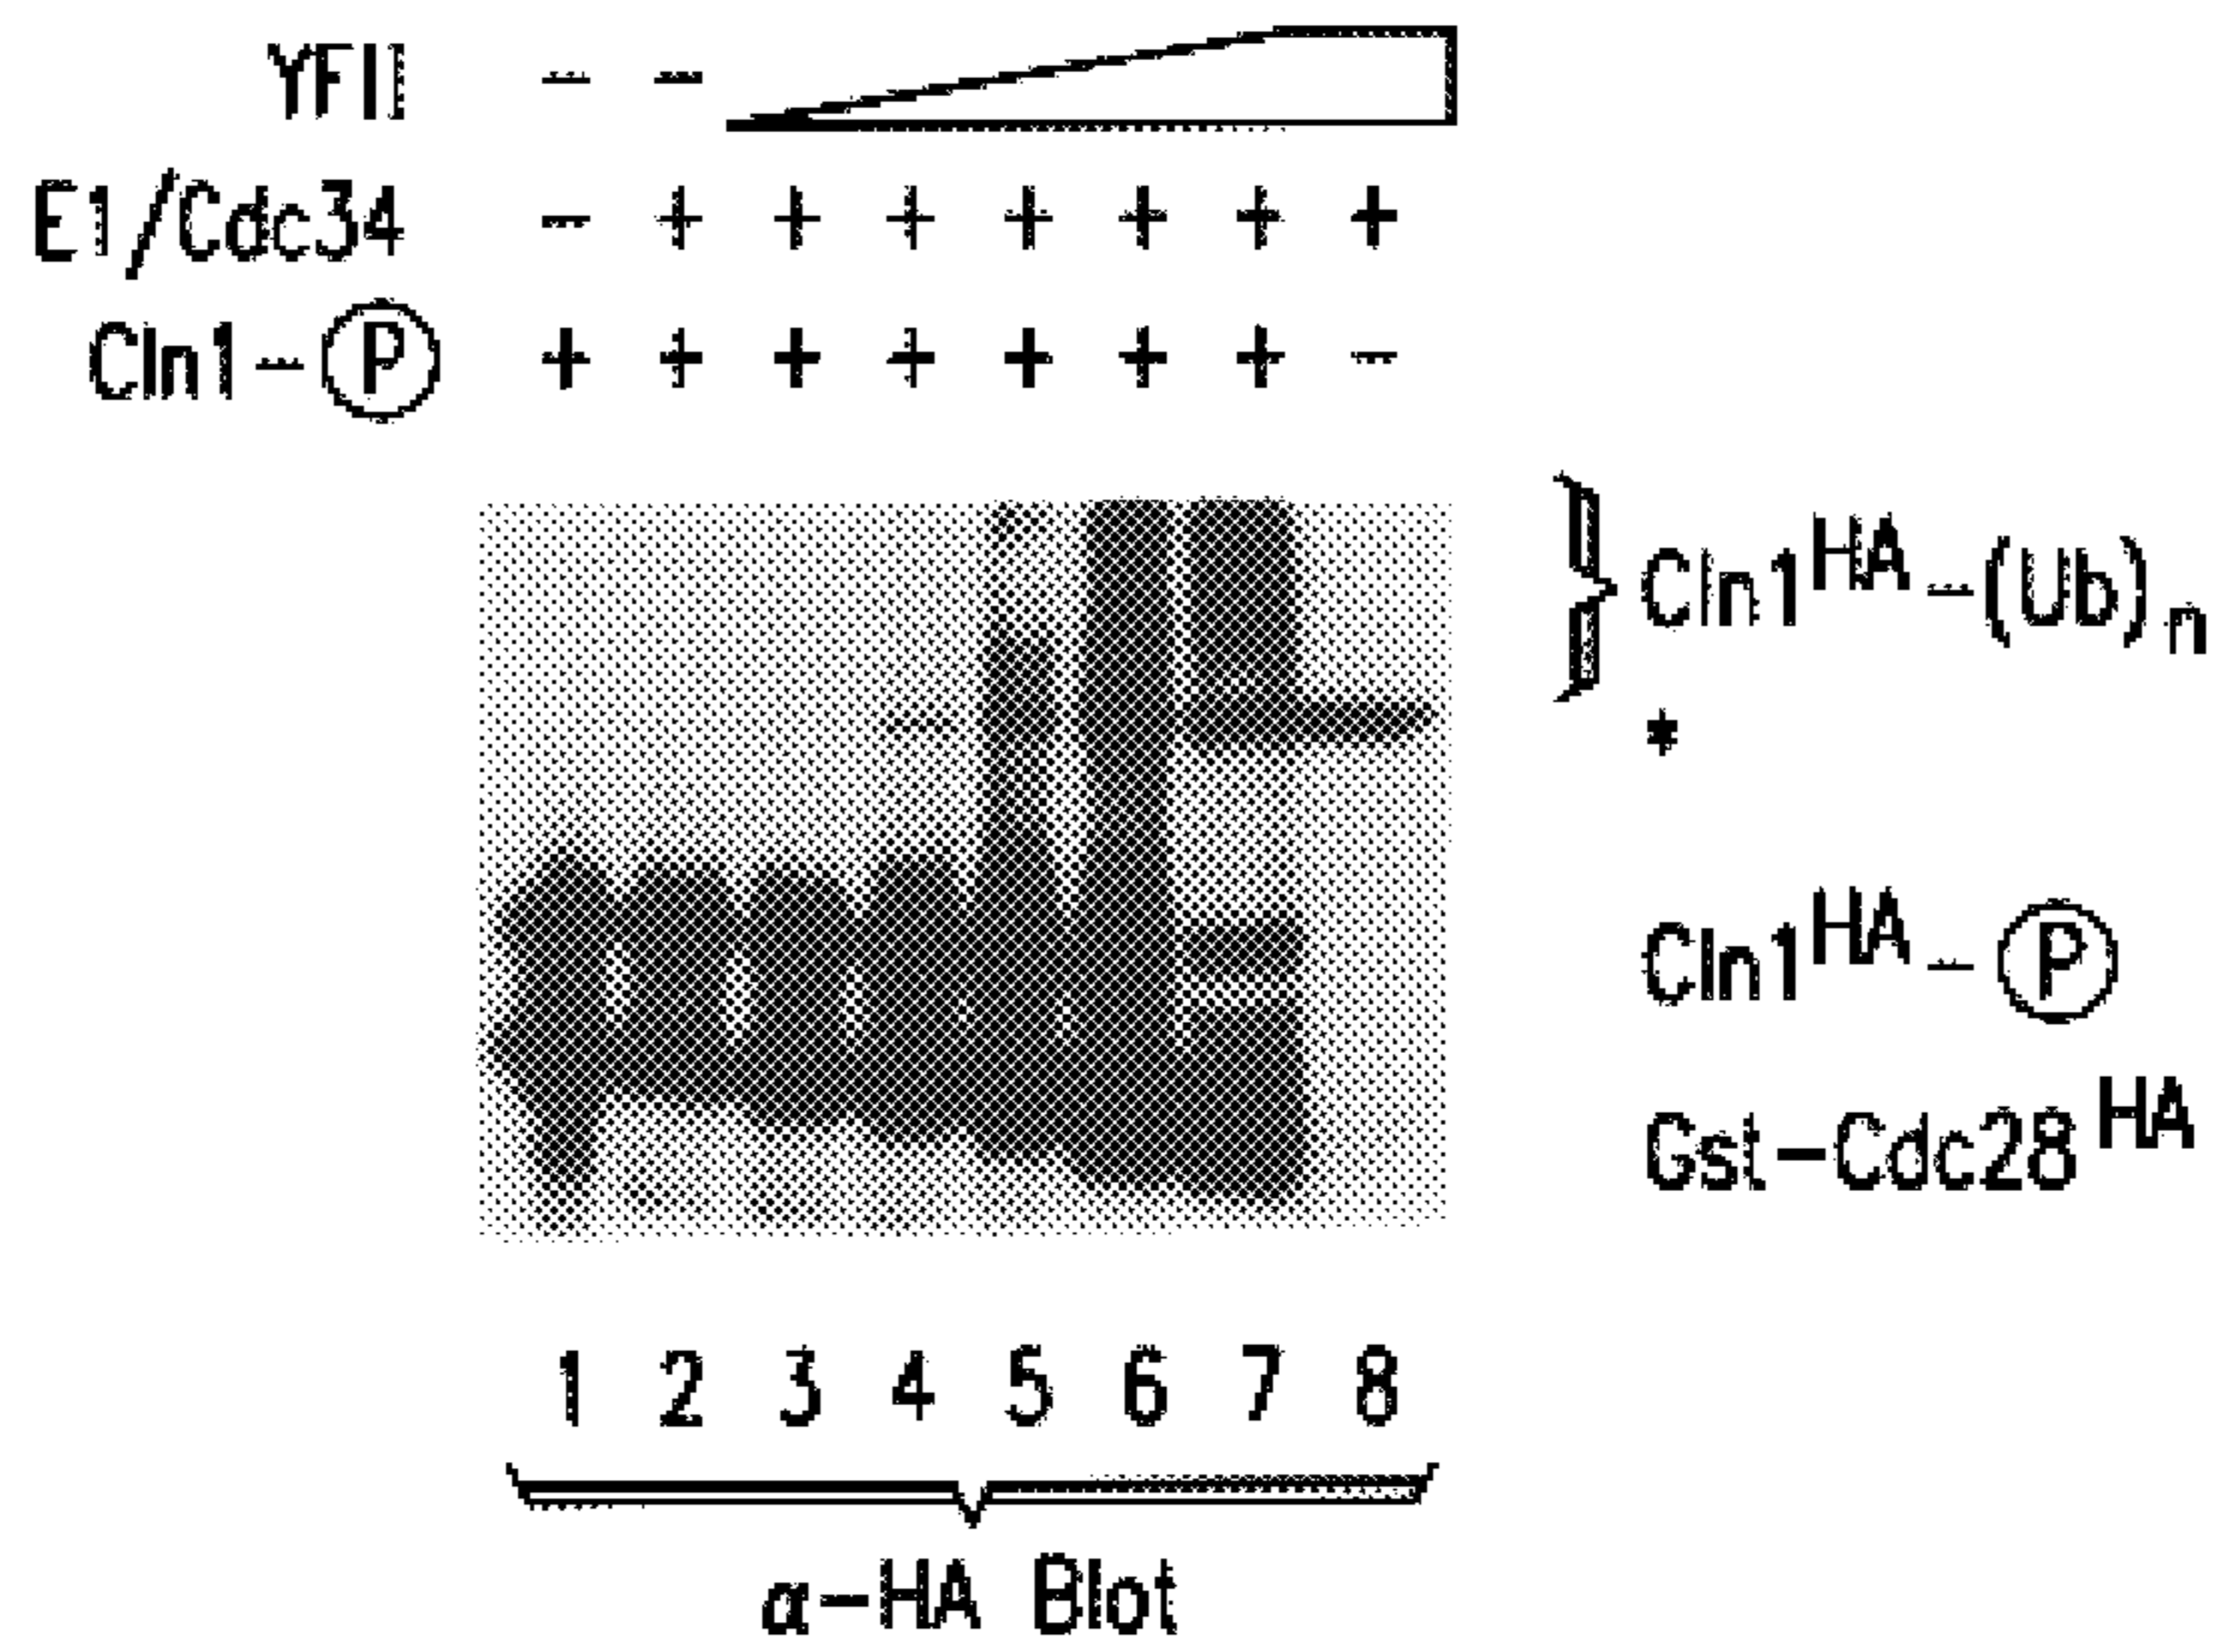 YFII - -
E1/Cdc34 - + + + + + + +
Cln1-Ⓟ + + + + + + + -
Cln1HA-(Ub)n
*
Cln1HA-Ⓟ
Gst-Cdc28HA
1 2 3 4 5 6 7 8
α-HA Blot